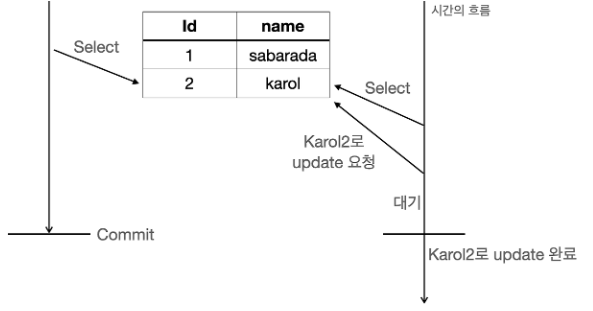 시간의 흐름
Id name
Select
1 sabarada
2 karol
Select
Karol2로
update 요청
대기
Commit
Karol2로 update 완료